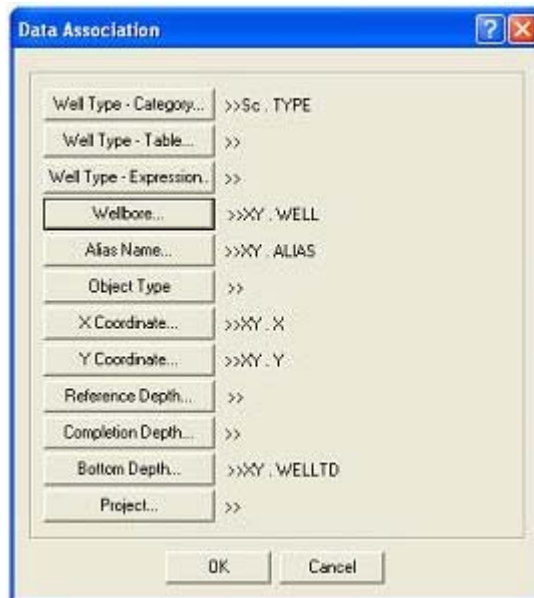 Data Association
Well Type - Category... >>Sc . TYPE
Well Type - Table... >>
Well Type - Expression.. >>
Wellbore... >>XY . WELL
Alias Name... >>XY . ALIAS
Object Type >>
X Coordinate... >>XY . X
Y Coordinate... >>XY . Y
Reference Depth... >>
Completion Depth... >>
Bottom Depth... >>XY . WELLTD
Project... >>
OK Cancel